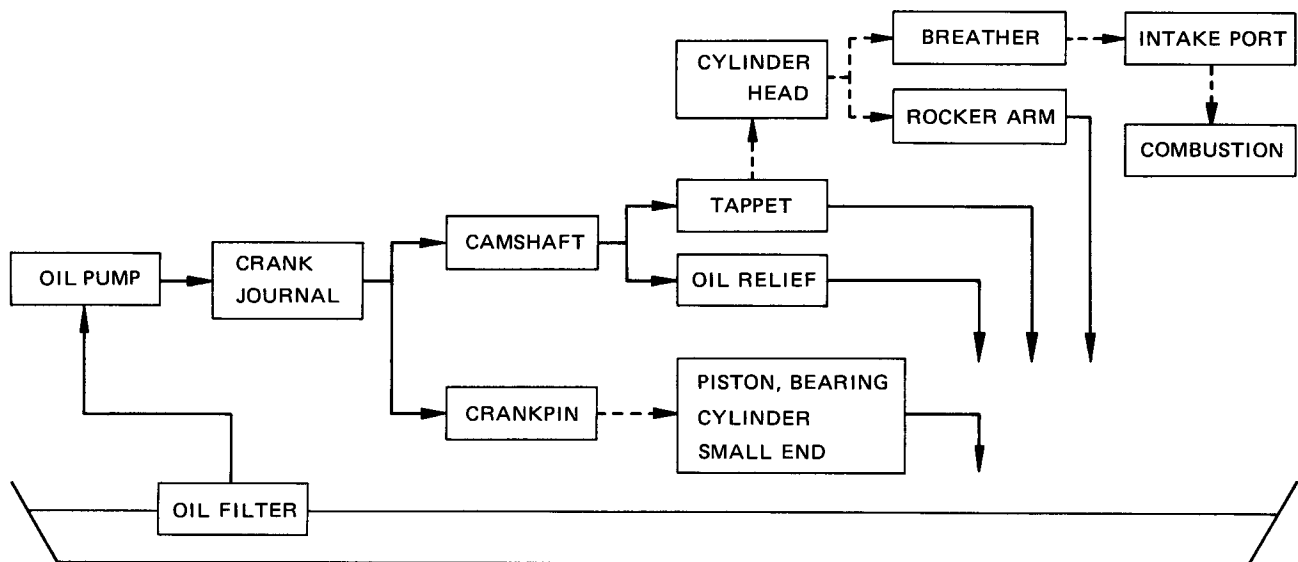 BREATHER
INTAKE PORT
CYLINDER
HEAD
ROCKER ARM
COMBUSTION
TAPPET
CAMSHAFT
OIL PUMP
CRANK
JOURNAL
OIL RELIEF
PISTON, BEARING
CRANKPIN
CYLINDER
SMALL END
OIL FILTER